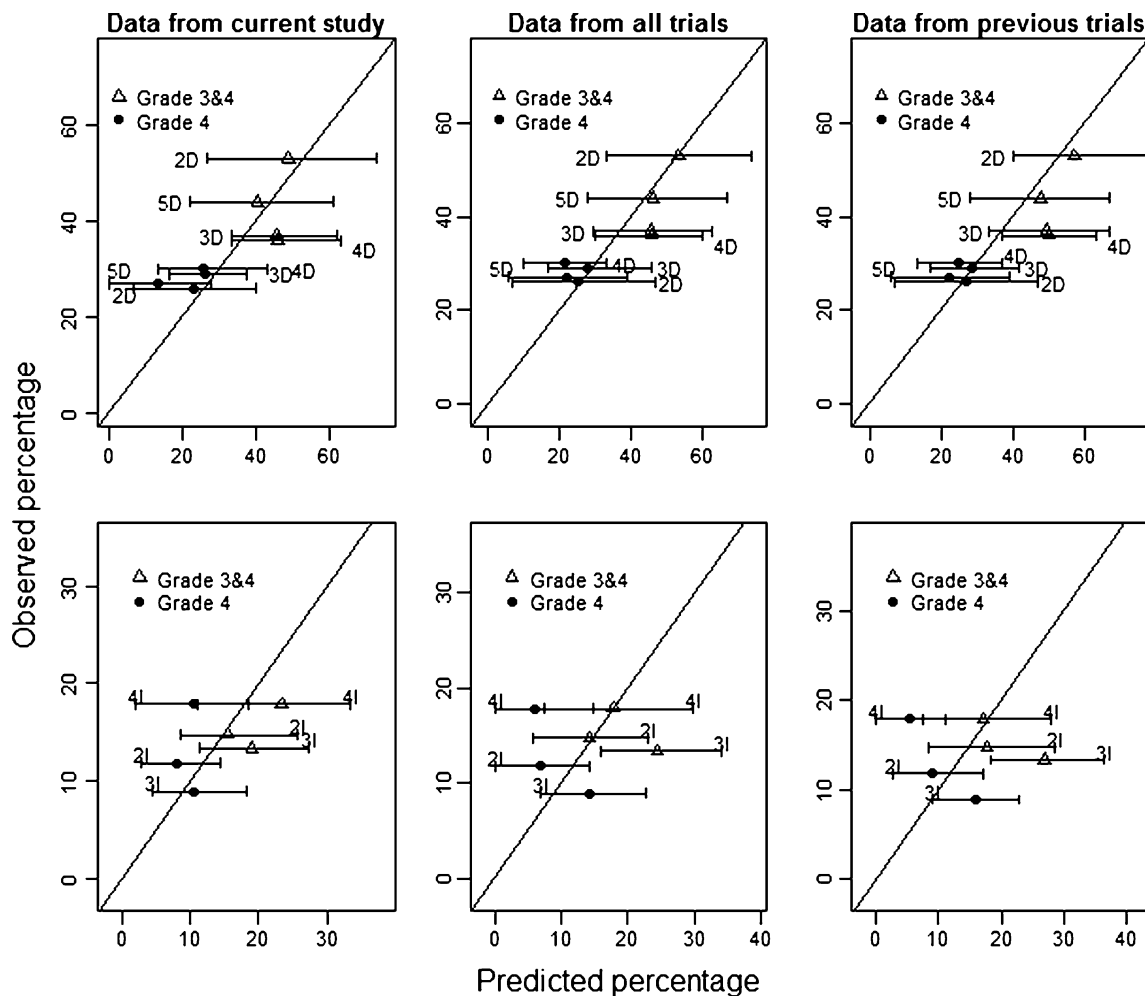 Data from current study
Data from all trials
Data from previous trials
Observed percentage
Grade 3&4
Grade 4
2D
5D
3D
4D
5D
3D
4D
2D
60
40
20
0
0 20 40 60
Grade 3&4
Grade 4
2D
5D
3D
4D
4D
5D
3D
2D
60
40
20
0
0 20 40 60
Grade 3&4
Grade 4
2D
5D
3D
4D
4D
5D
3D
2D
60
40
20
0
0 20 40 60
Grade 3&4
Grade 4
4I
4I
2I
3I
2I
3I
30
20
10
0
0 10 20 30
Grade 3&4
Grade 4
4I
4I
2I
3I
2I
3I
30
20
10
0
0 10 20 30 40
Grade 3&4
Grade 4
4I
4I
2I
3I
2I
3I
30
20
10
0
0 10 20 30 40
Predicted percentage